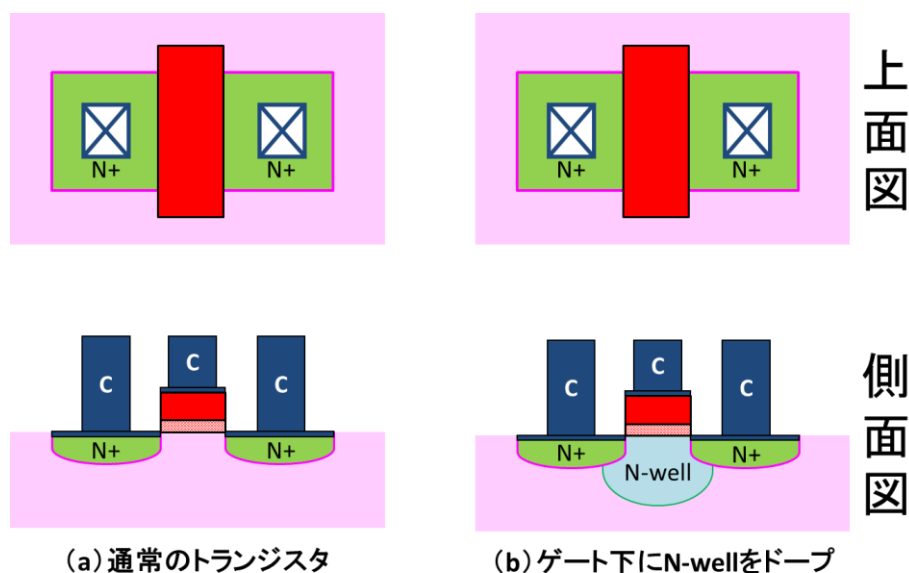 N+ N+
N+ N+
上面図
C C C
N+ N+
C C C
N+ N-well N+
側面図
(a)通常のトランジスタ
(b)ゲート下にN-wellをドープ